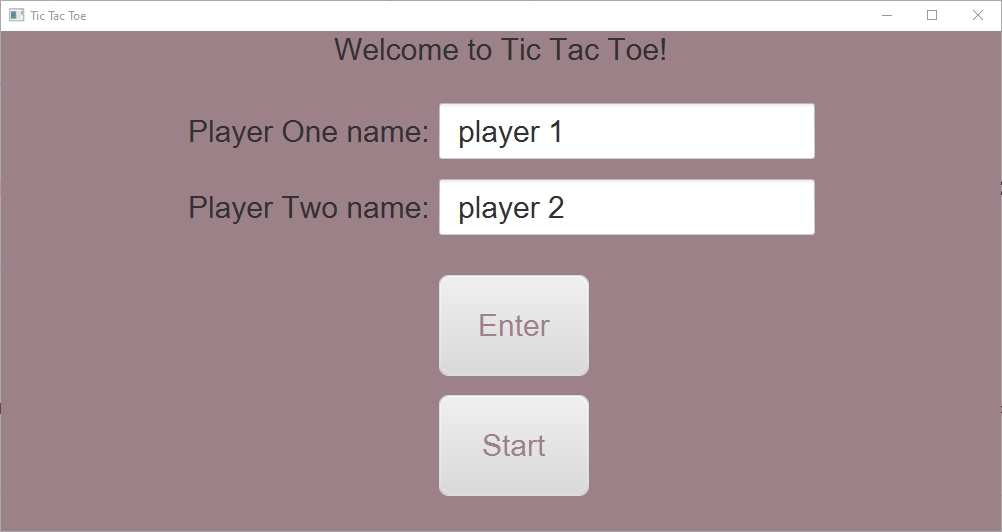 Tic Tac Toe
Welcome to Tic Tac Toe!
Player One name: player 1
Player Two name: player 2
Enter
Start